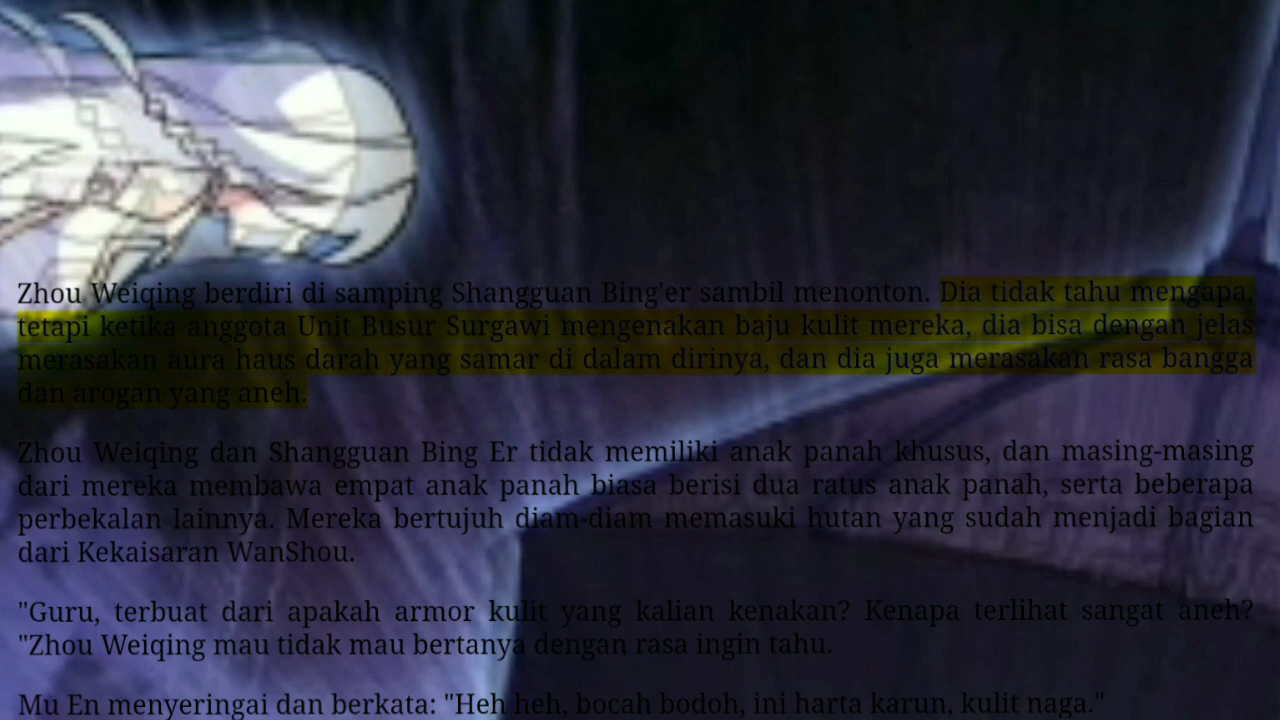 Zhou Weiqing berdiri di samping Shangguan Bing'er sambil menonton. Dia tidak tahu mengapa,
tetapi ketika anggota Unit Busur Surgawi mengenakan baju kulit mereka, dia bisa dengan jelas
merasakan aura haus darah yang samar di dalam dirinya, dan dia juga merasakan rasa bangga
dan arogan yang aneh.
Zhou Weiqing dan Shangguan Bing Er tidak memiliki anak panah khusus, dan masing-masing
dari mereka membawa empat anak panah biasa berisi dua ratus anak panah, serta beberapa
perbekalan lainnya. Mereka bertujuh diam-diam memasuki hutan yang sudah menjadi bagian
dari Kekaisaran WanShou.
"Guru, terbuat dari apakah armor kulit yang kalian kenakan? Kenapa terlihat sangat aneh?
"Zhou Weiqing mau tidak mau bertanya dengan rasa ingin tahu.
Mu En menyeringai dan berkata: "Heh heh, bocah bodoh, ini harta karun, kulit naga."